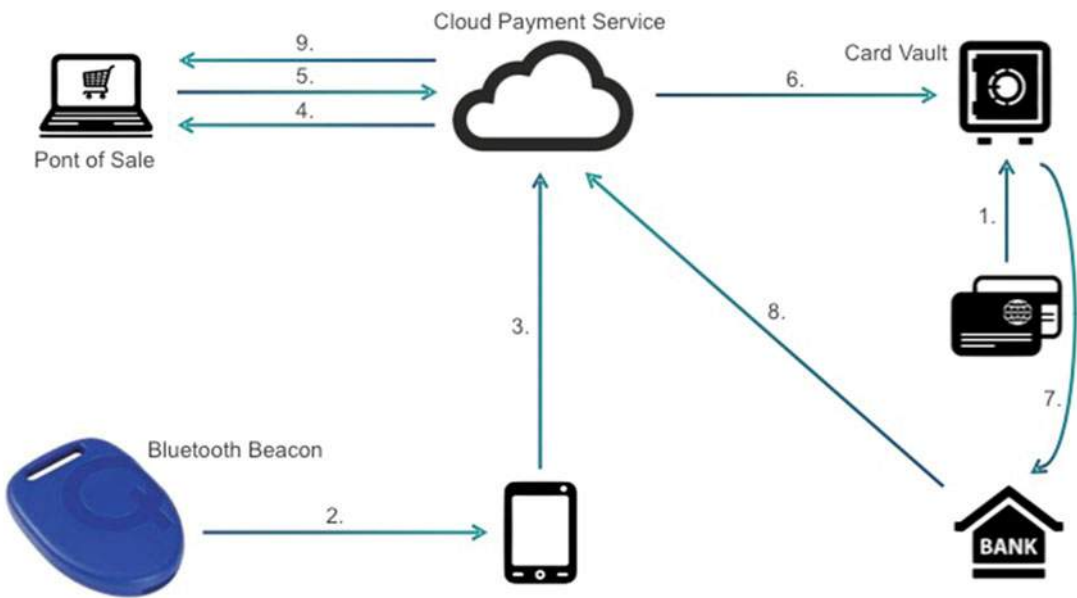 Cloud Payment Service
9.
Card Vault
5.
6.
4.
Pont of Sale
1.
3.
8.
7.
Bluetooth Beacon
2.
BANK